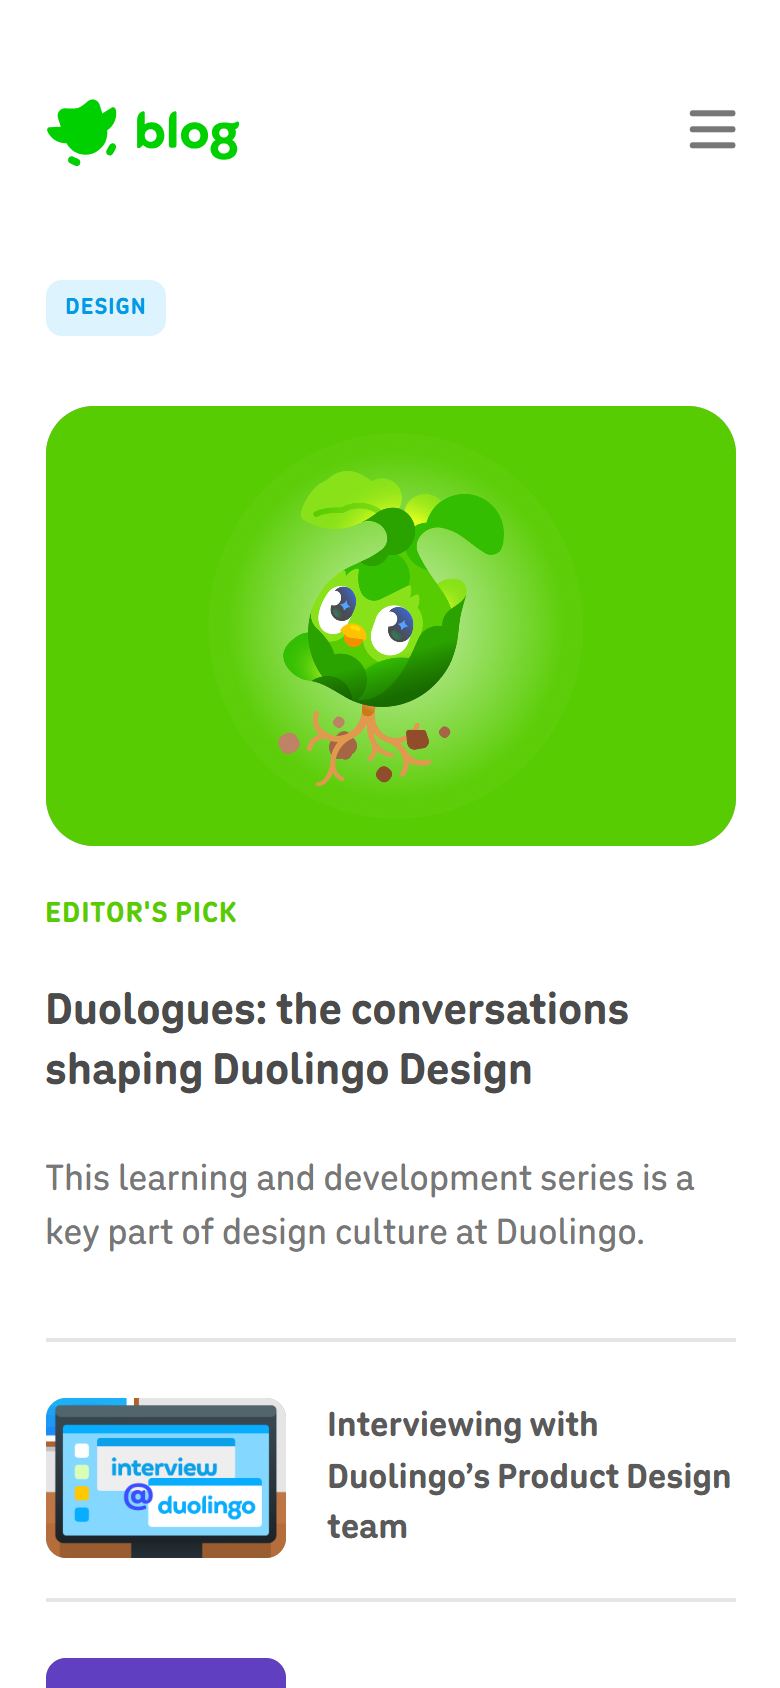 blog
DESIGN
EDITOR'S PICK
Duologues: the conversations
shaping Duolingo Design
This learning and development series is a
key part of design culture at Duolingo.
interview
@ duolingo
Interviewing with
Duolingo’s Product Design
team